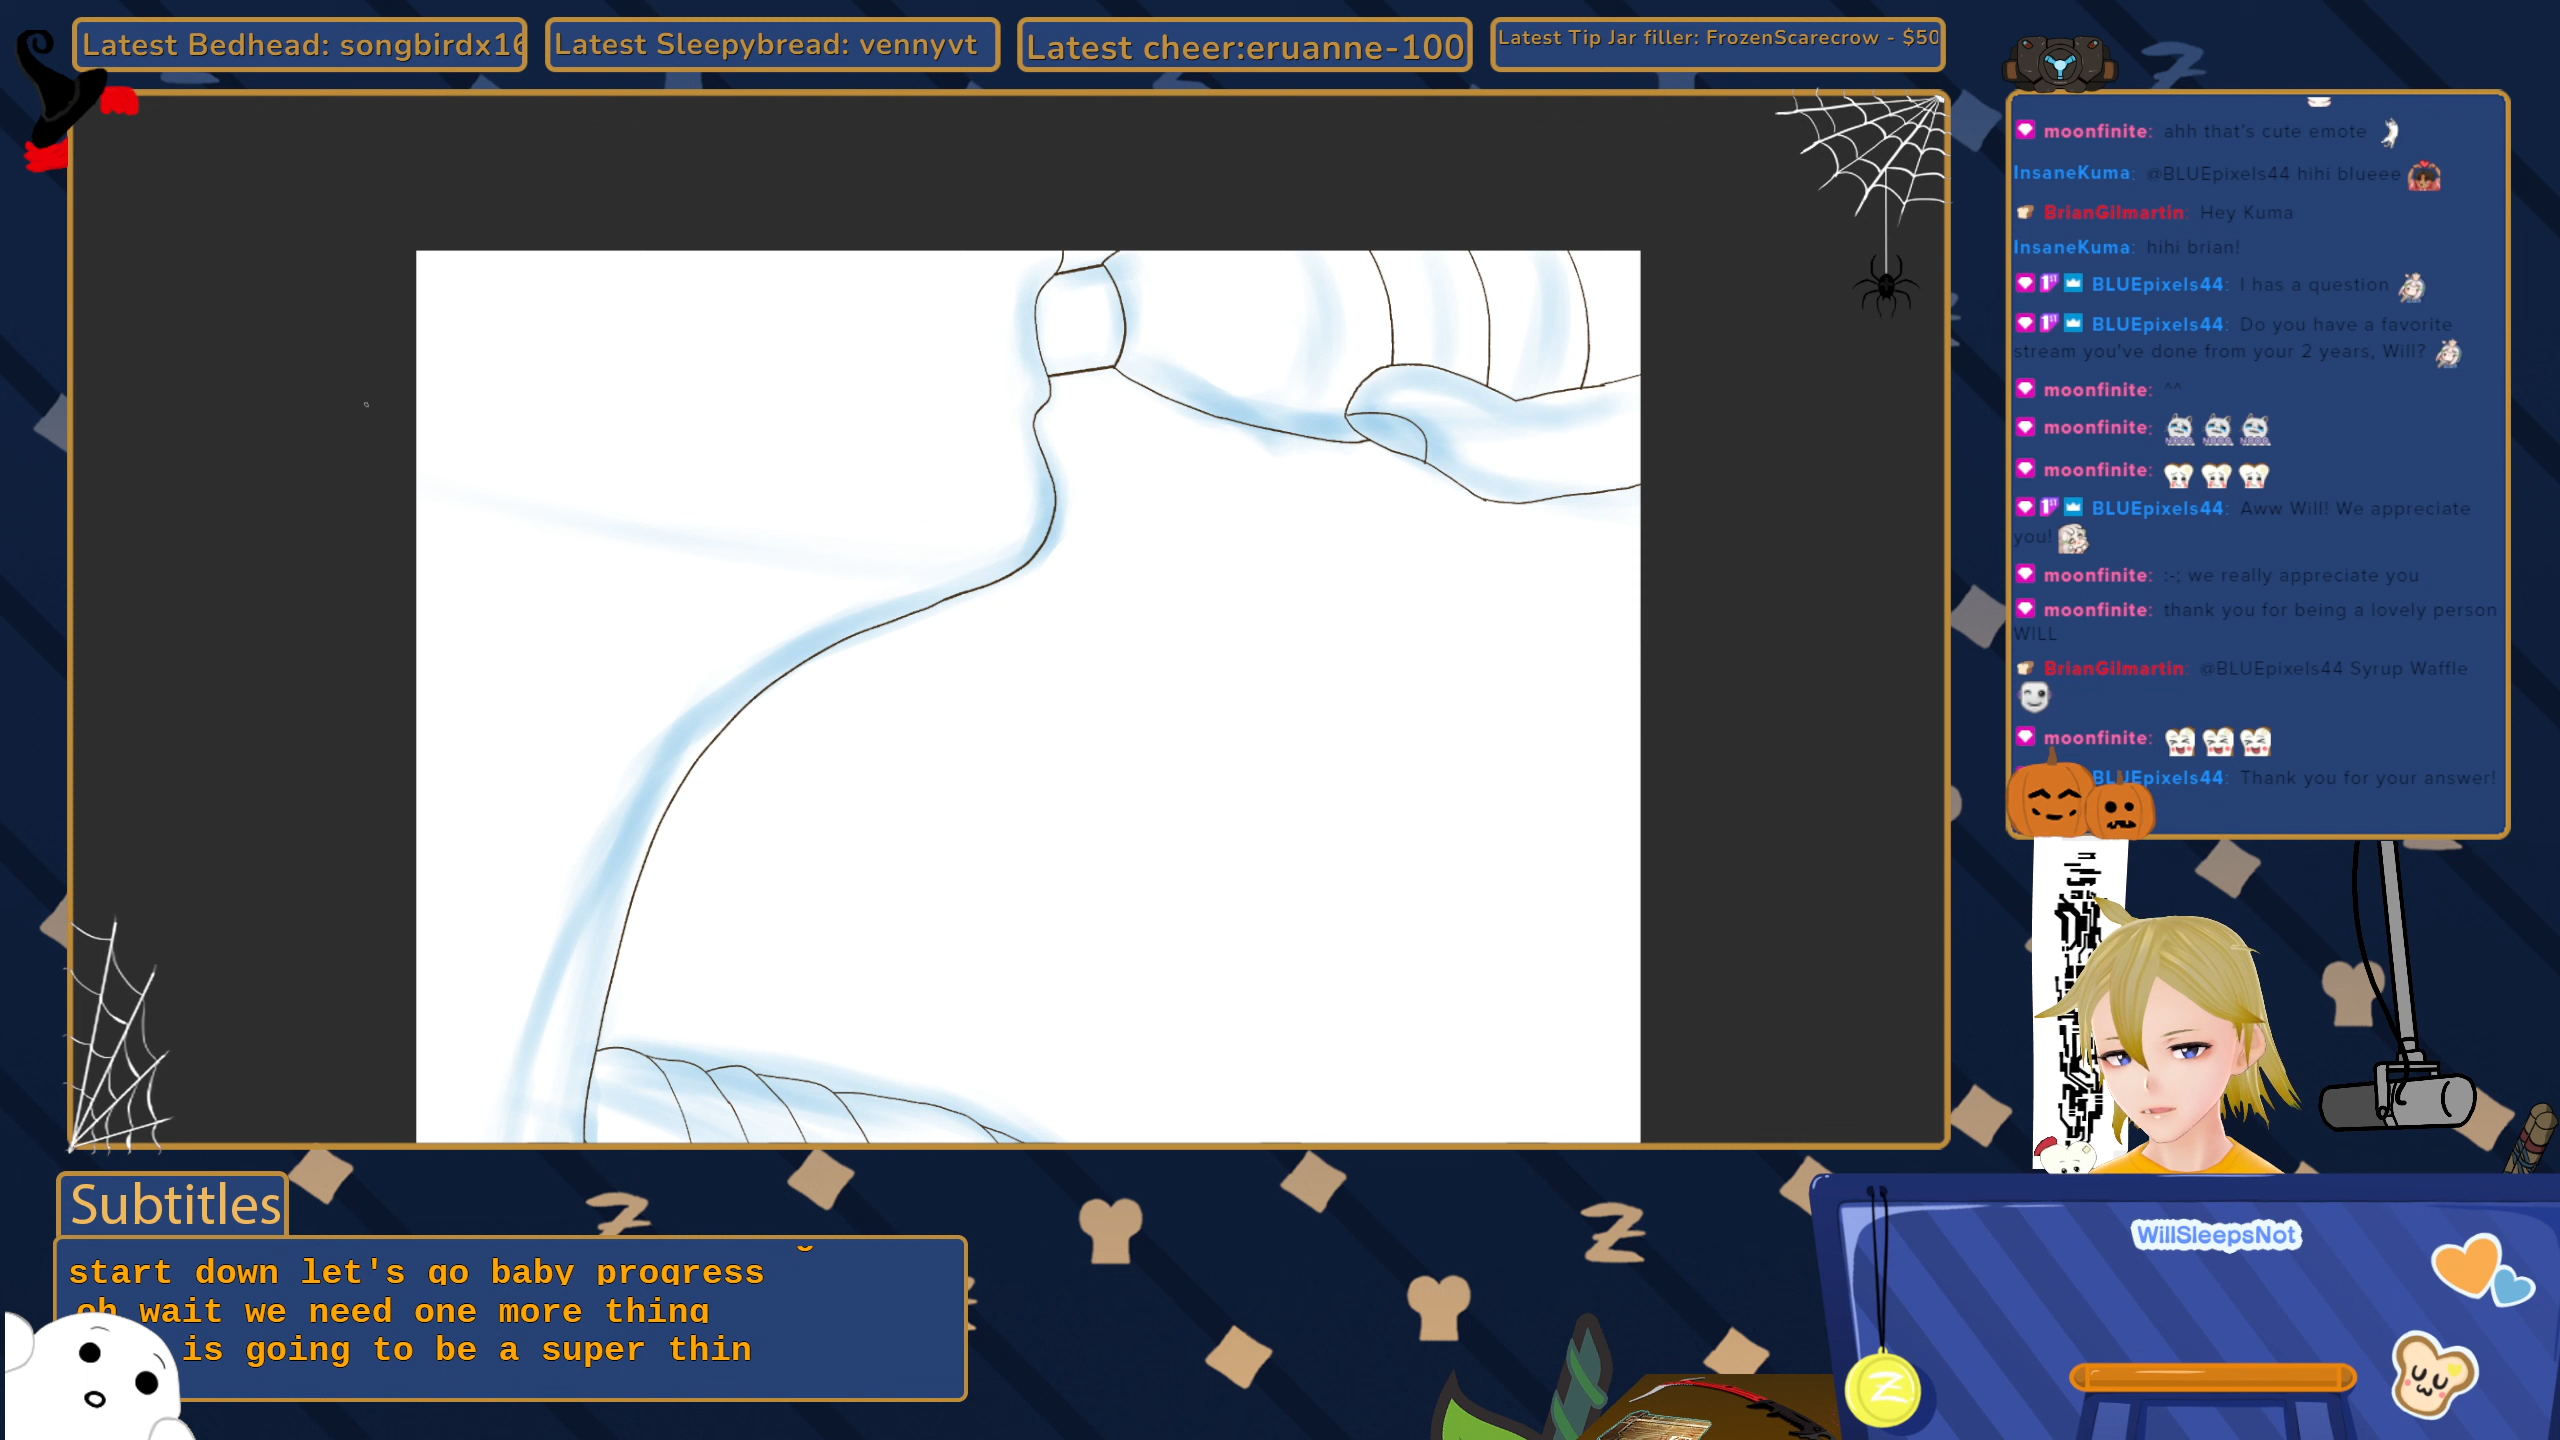 Latest Bedhead: songbirdx16
Latest Sleepybread: vennyvt
Latest cheer:eruanne-100
Latest Tip Jar filler: FrozenScarecrow - $50
moonfinite: ahh that's cute emote
InsaneKuma: @BLUEpixels44 hihi blueee
BrianGilmartin: Hey Kuma
InsaneKuma: hihi brian!
BLUEpixels44: I has a question
BLUEpixels44: Do you have a favorite
stream you've done from your 2 years, Will?
moonfinite: ^^
moonfinite:
moonfinite:
BLUEpixels44: Aww Will! We appreciate
you!
moonfinite: :-; we really appreciate you
moonfinite: thank you for being a lovely person
WILL
BrianGilmartin: @BLUEpixels44 Syrup Waffle
moonfinite:
BLUEpixels44: Thank you for your answer!
Subtitles
start down let's go baby progress
oh wait we need one more thing
is going to be a super thin
WillSleepsNot
Z